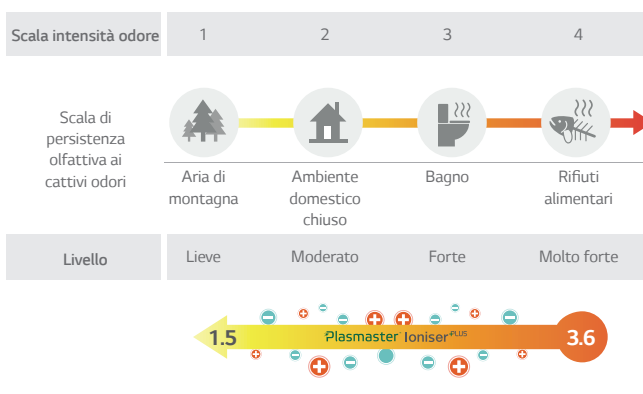 Scala intensità odore 1 2 3 4
Scala di
persistenza
olfattiva ai
cattivi odori
Aria di
montagna
Ambiente
domestico
chiuso
Bagno
Rifiuti
alimentari
Livello Lieve Moderato Forte Molto forte
1.5 Plasmaster™ Ioniser PLUS 3.6